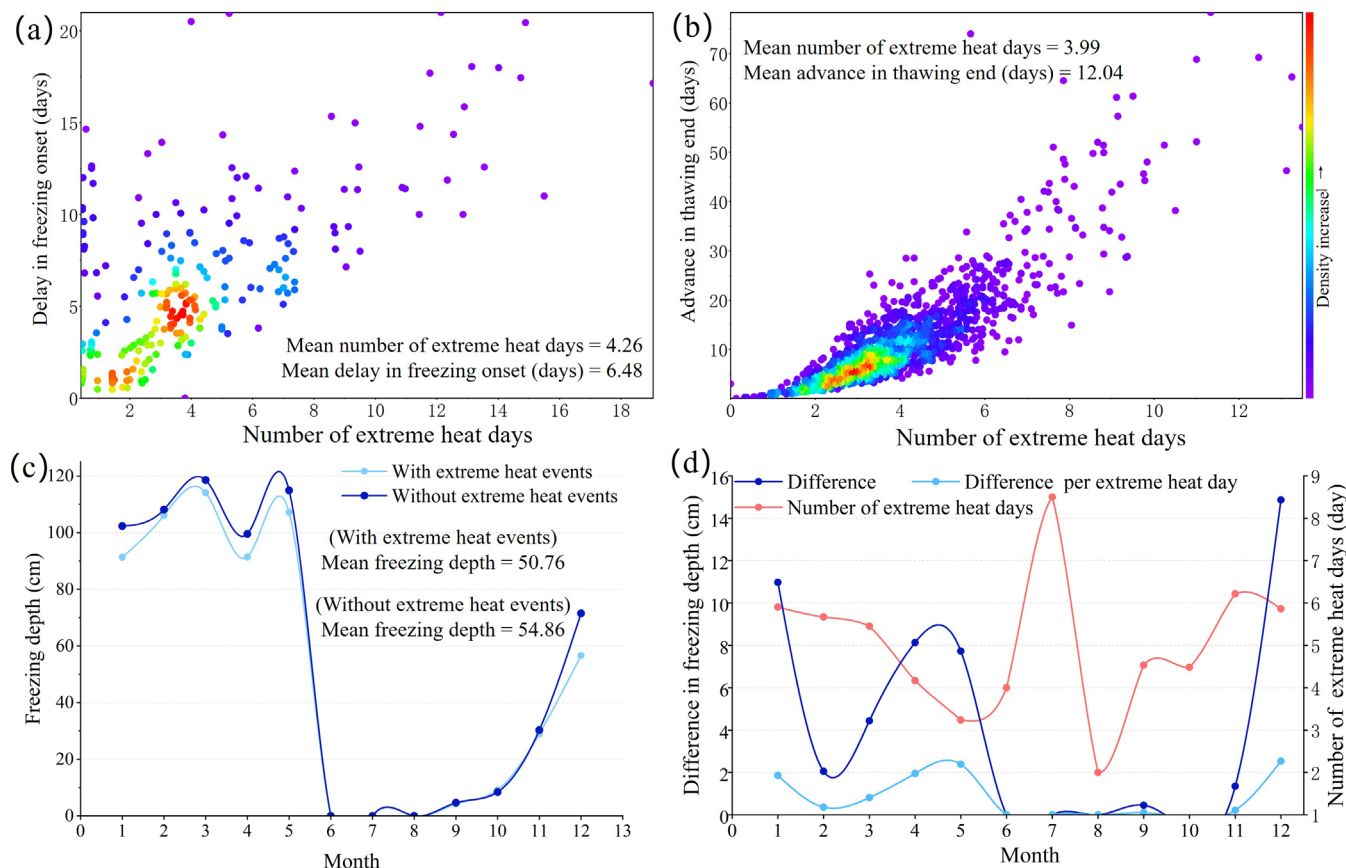 (a)
Delay in freezing onset (days)
20
15
10
5
0
Mean number of extreme heat days = 4.26
Mean delay in freezing onset (days) = 6.48
2 4 6 8 10 12 14 16 18
Number of extreme heat days
(b)
Mean number of extreme heat days = 3.99
Mean advance in thawing end (days) = 12.04
Advance in thawing end (days)
70
60
50
40
30
20
10
0 2 4 6 8 10 12
Number of extreme heat days
Density increase| →
(c)
With extreme heat events
Without extreme heat events
(With extreme heat events)
Mean freezing depth = 50.76
(Without extreme heat events)
Mean freezing depth = 54.86
Freezing depth (cm)
120
100
80
60
40
20
0
0 1 2 3 4 5 6 7 8 9 10 11 12 13
Month
(d)
Difference
Difference per extreme heat day
Number of extreme heat days
Difference in freezing depth (cm)
16
14
12
10
8
6
4
2
0
0 1 2 3 4 5 6 7 8 9 10 11 12
Month
9
8
7
6
5
4
3
2
1
Number of extreme heat days (day)